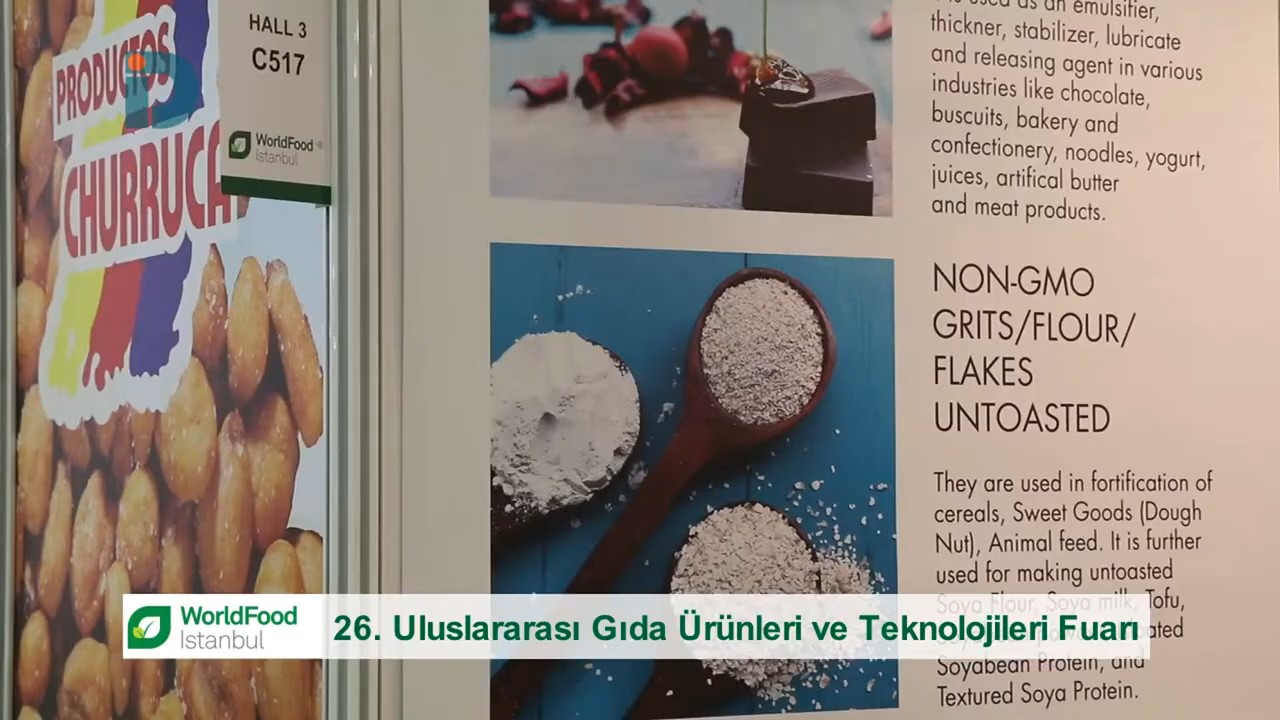 PRODUCTOS
CHURRUCA
HALL 3
C517
WorldFood
Istanbul
used as an emulsifier,
thickner, stabilizer, lubricate
and releasing agent in various
industries like chocolate,
buscuits, bakery and
confectionery, noodles, yogurt,
juices, artifical butter
and meat products.
NON-GMO
GRITS/FLOUR/
FLAKES
UNTOASTED
They are used in fortification of
cereals, Sweet Goods (Dough
Nut), Animal feed. It is further
used for making untoasted
Soya Flour, Soya milk, Tofu,
Soyabean Protein, and
Textured Soya Protein.
WorldFood
Istanbul
26. Uluslararası Gıda Ürünleri ve Teknolojileri Fuarı